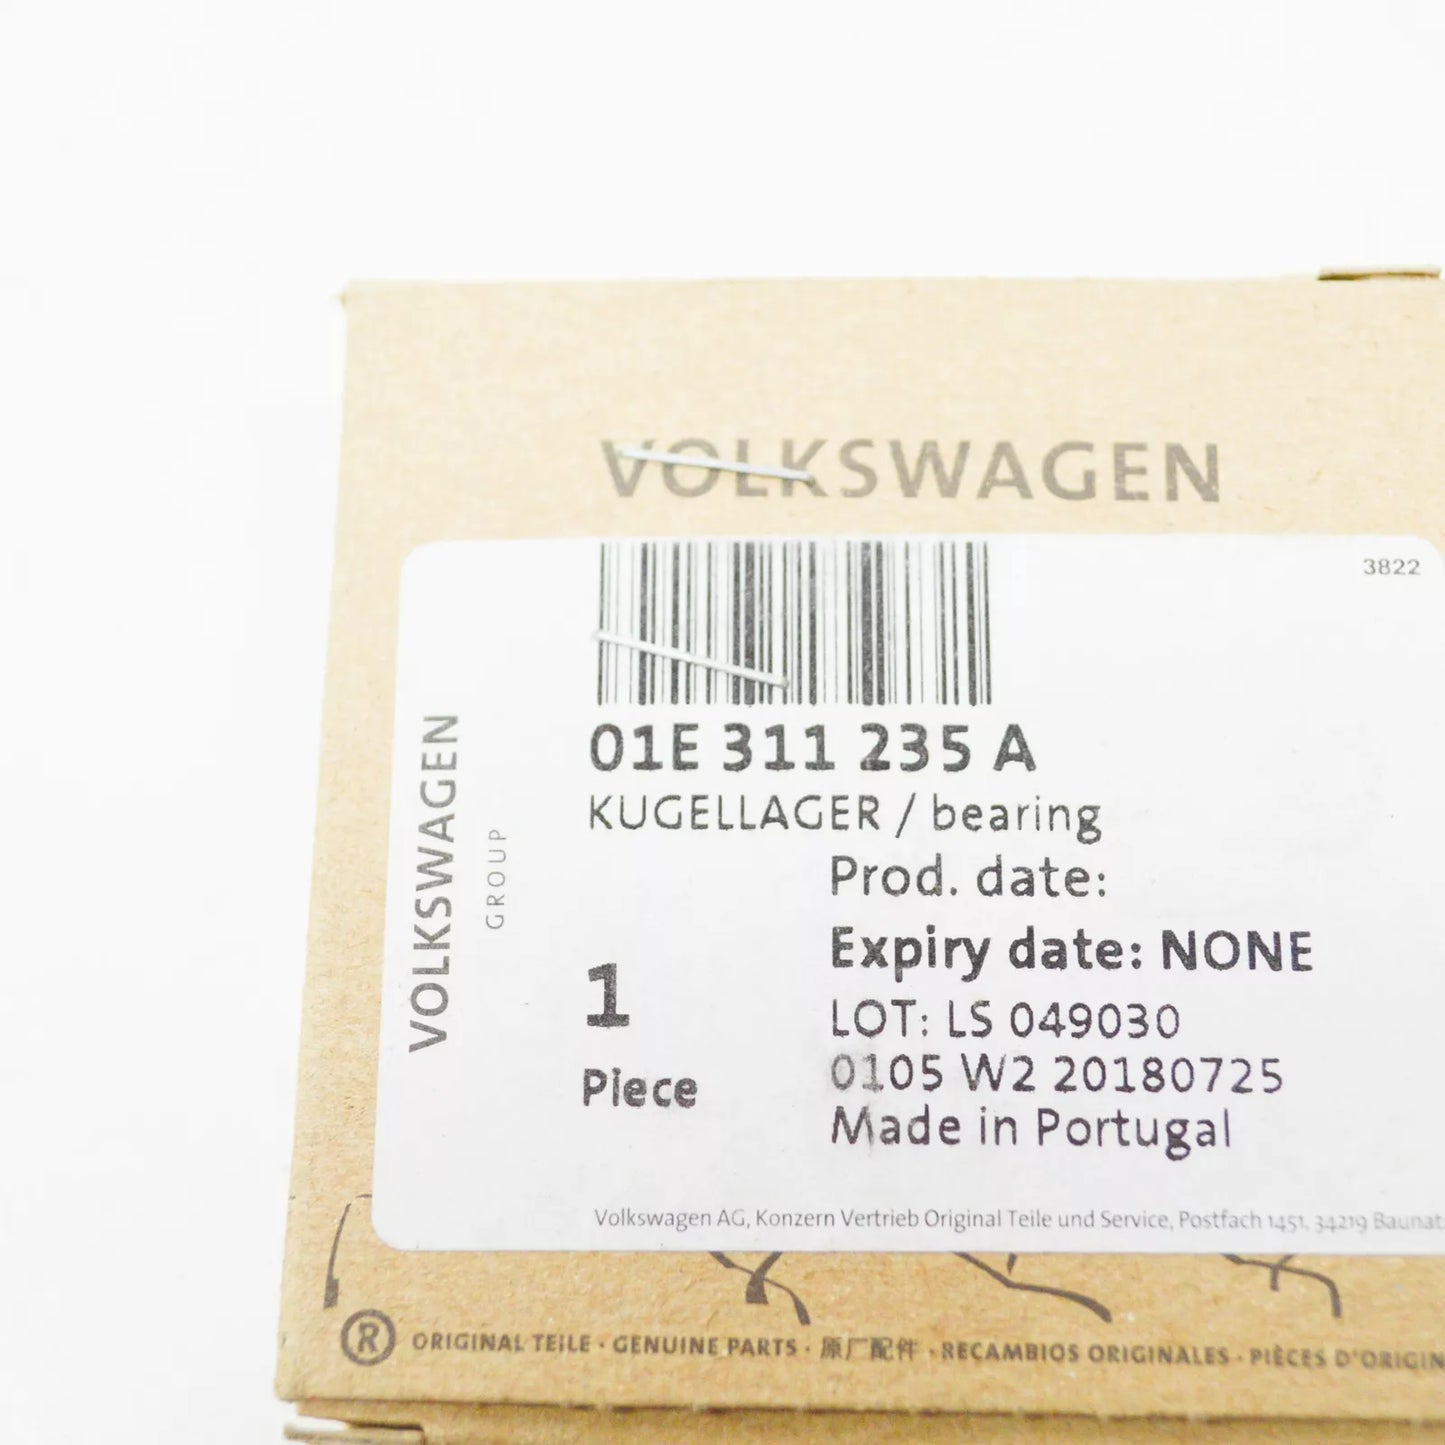 VOLKSWAGEN
3822
01E 311 235 A
KUGELLAGER / bearing
Prod. date:
Expiry date: NONE
1
Piece
LOT: LS 049030
0105 W2 20180725
Made in Portugal
VOLKSWAGEN
GROUP
Volkswagen AG, Konzern Vertrieb Original Teile und Service, Postfach 1451, 34219
® ORIGINAL TEILE · GENUINE PARTS · 原厂配件 · RECAMBIOS ORIGINALES · PIÈCES